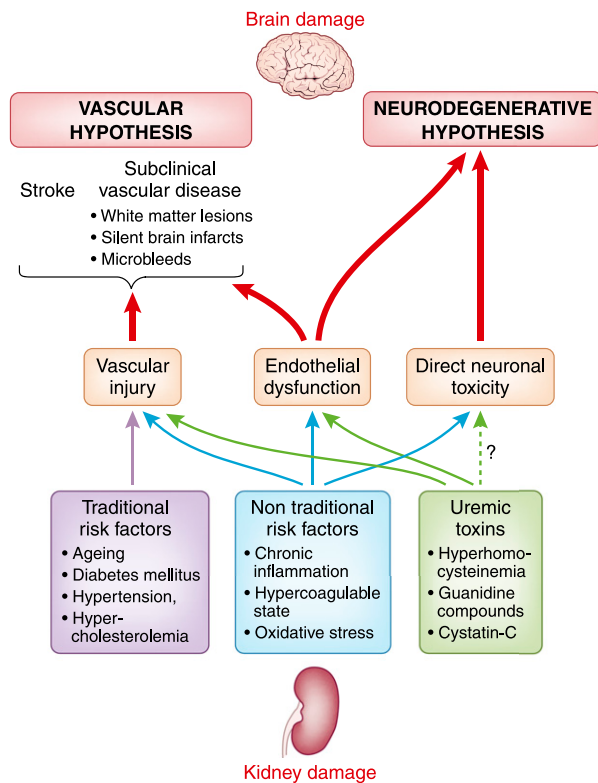 Brain damage
VASCULAR
HYPOTHESIS
NEURODEGENERATIVE
HYPOTHESIS
Stroke
Subclinical
vascular disease
• White matter lesions
• Silent brain infarcts
• Microbleeds
Vascular
injury
Endothelial
dysfunction
Direct neuronal
toxicity
?
Traditional
risk factors
• Ageing
• Diabetes mellitus
• Hypertension,
• Hyper-
cholesterolemia
Non traditional
risk factors
• Chronic
inflammation
• Hypercoagulable
state
• Oxidative stress
Uremic
toxins
• Hyperhomo-
cysteinemia
• Guanidine
compounds
• Cystatin-C
Kidney damage